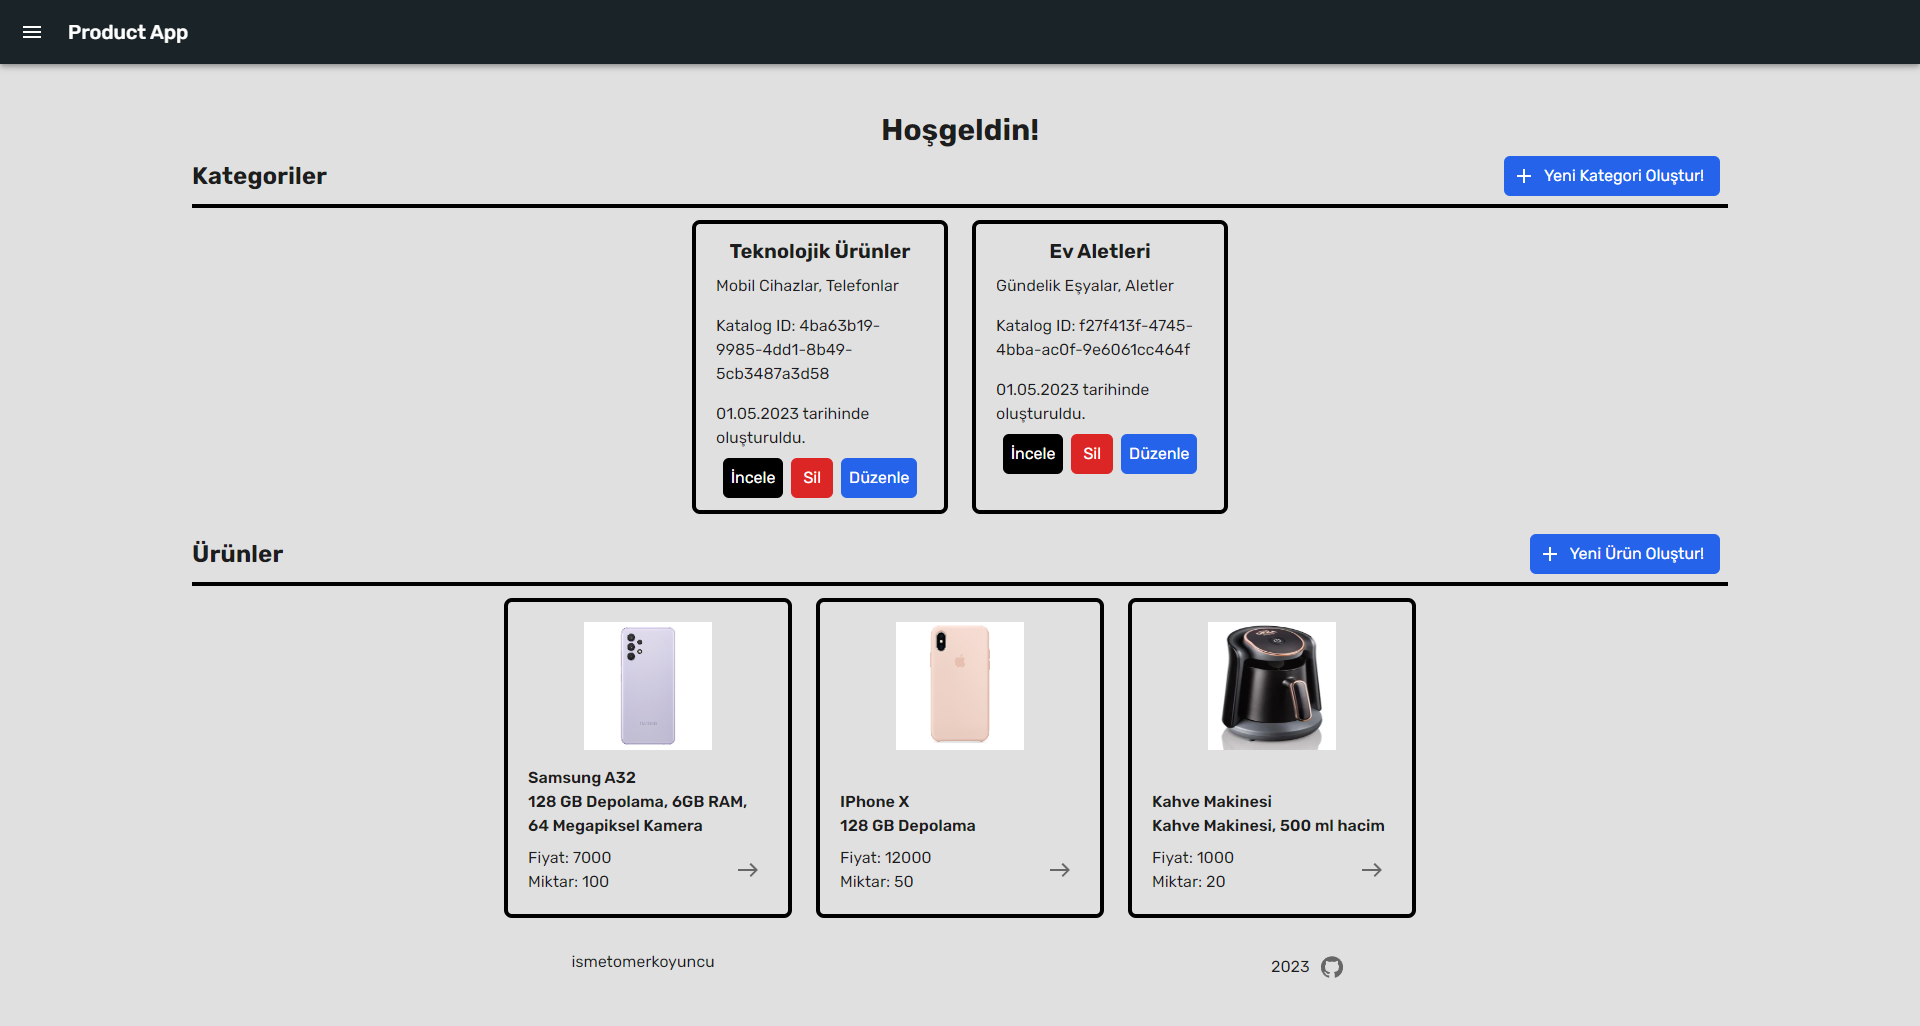 Product App
Hoşgeldin!
Kategoriler
Yeni Kategori Oluştur!
Teknolojik Ürünler
Mobil Cihazlar, Telefonlar
Katalog ID: 4ba63b19-
9985-4dd1-8b49-
5cb3487a3d58
01.05.2023 tarihinde
oluşturuldu.
İncele
Sil
Düzenle
Ev Aletleri
Gündelik Eşyalar, Aletler
Katalog ID: f27f413f-4745-
4bba-ac0f-9e6061cc464f
01.05.2023 tarihinde
oluşturuldu.
İncele
Sil
Düzenle
Ürünler
Yeni Ürün Oluştur!
Samsung A32
128 GB Depolama, 6GB RAM,
64 Megapiksel Kamera
Fiyat: 7000
Miktar: 100
IPhone X
128 GB Depolama
Fiyat: 12000
Miktar: 50
Kahve Makinesi
Kahve Makinesi, 500 ml hacim
Fiyat: 1000
Miktar: 20
ismetomerkoyuncu
2023